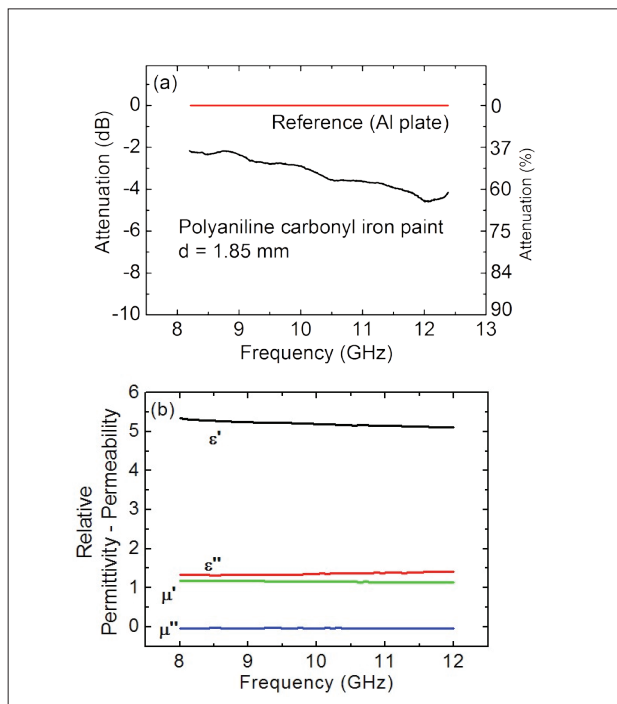 (a)
Reference (Al plate)
Polyaniline carbonyl iron paint
d = 1.85 mm
Attenuation (dB)
0
-2
-4
-6
-8
-10
Attenuation (%)
0
37
60
75
84
90
8 9 10 11 12 13
Frequency (GHz)
(b)
Relative
Permittivity - Permeability
6
5
4
3
2
1
0
ε'
ε"
μ'
μ"
8 9 10 11 12
Frequency (GHz)